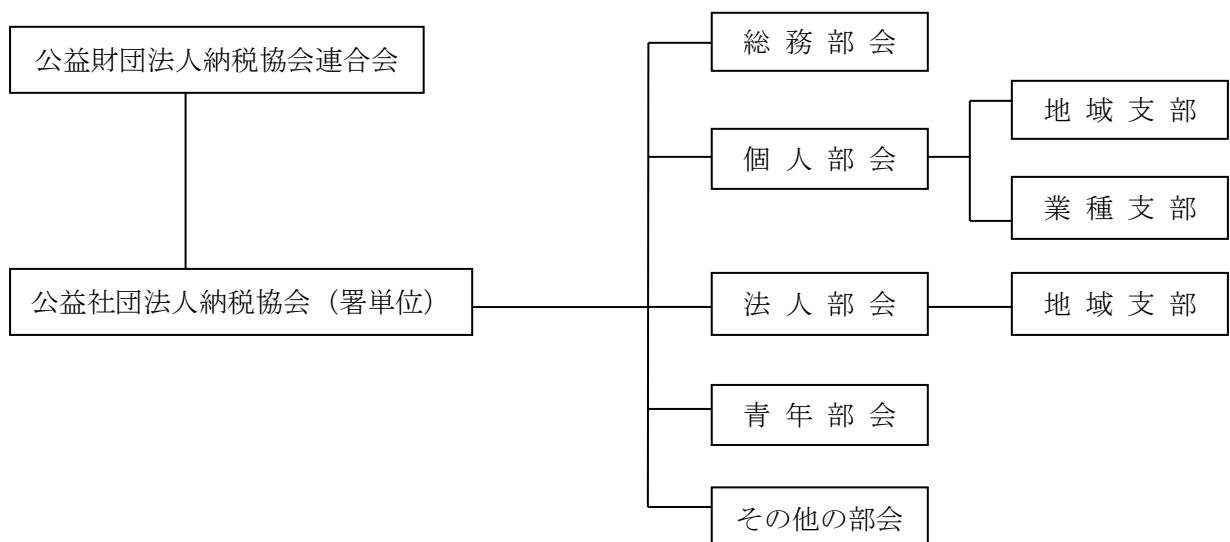 公益財団法人納税協会連合会
公益社団法人納税協会（署単位）
総務部会
個人部会
地域支部
業種支部
法人部会
地域支部
青年部会
その他の部会